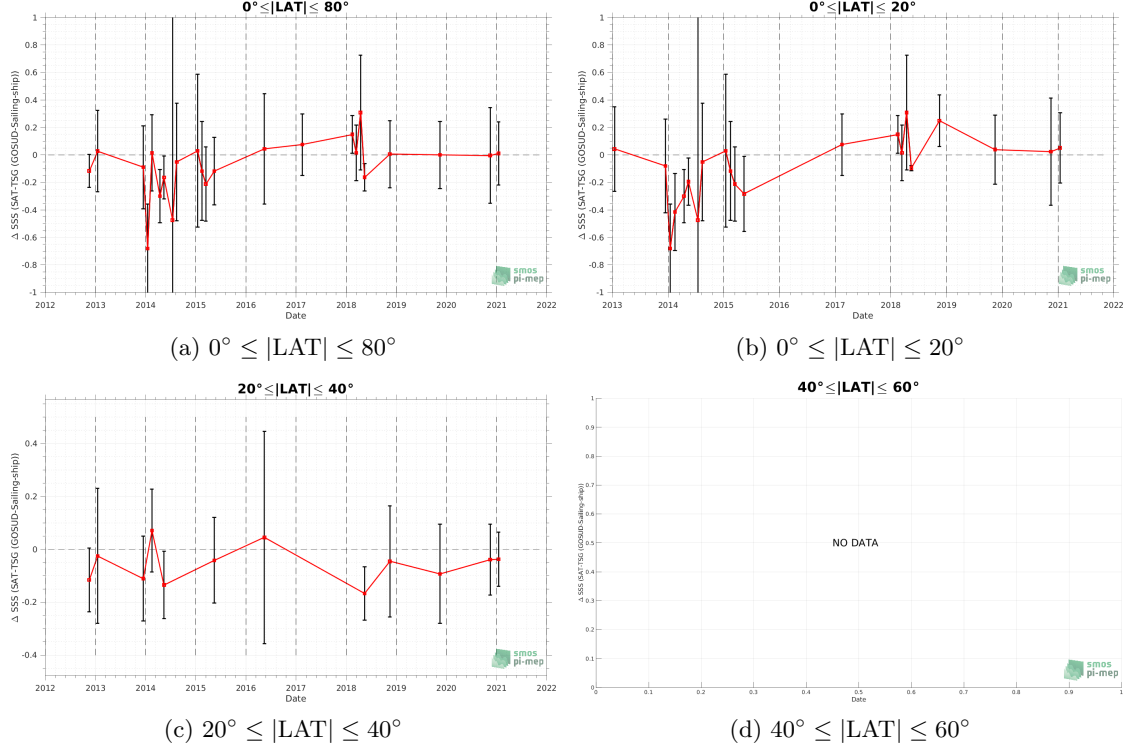 0°≤|LAT|≤ 80°
Δ SSS (SAT-TSG (GOSUD-Sailing-ship))
1
0.8
0.6
0.4
0.2
0
-0.2
-0.4
-0.6
-0.8
-1
2012 2013 2014 2015 2016 2017 2018 2019 2020 2021 2022
Date
smos
pi-mep
(a) 0° ≤ |LAT| ≤ 80°
0°≤|LAT|≤ 20°
Δ SSS (SAT-TSG (GOSUD-Sailing-ship))
1
0.8
0.6
0.4
0.2
0
-0.2
-0.4
-0.6
-0.8
-1
2013 2014 2015 2016 2017 2018 2019 2020 2021 2022
Date
smos
pi-mep
(b) 0° ≤ |LAT| ≤ 20°
20°≤|LAT|≤ 40°
Δ SSS (SAT-TSG (GOSUD-Sailing-ship))
0.4
0.2
0
-0.2
-0.4
2012 2013 2014 2015 2016 2017 2018 2019 2020 2021 2022
Date
smos
pi-mep
(c) 20° ≤ |LAT| ≤ 40°
40°≤|LAT|≤ 60°
Δ SSS (SAT-TSG (GOSUD-Sailing-ship))
1
0.9
0.8
0.7
0.6
0.5
0.4
0.3
0.2
0.1
0
NO DATA
0 0.1 0.2 0.3 0.4 0.5 0.6 0.7 0.8 0.9 1
Date
smos
pi-mep
(d) 40° ≤ |LAT| ≤ 60°